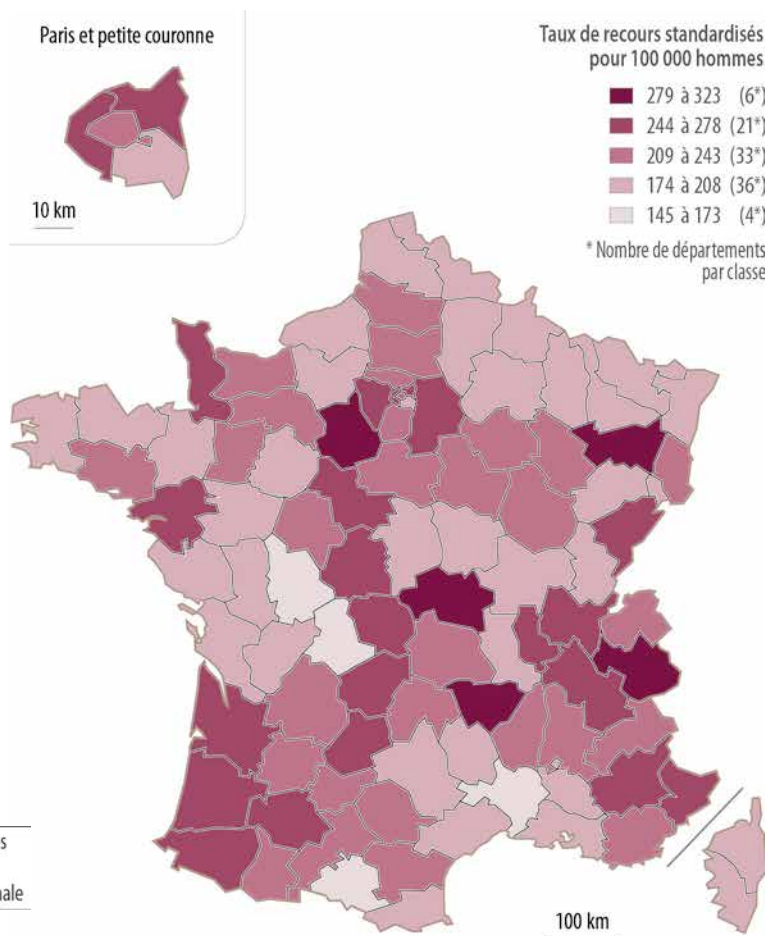 Paris et petite couronne
10 km
Taux de recours standardisés
pour 100 000 hommes
279 à 323 (6*)
244 à 278 (21*)
209 à 243 (33*)
174 à 208 (36*)
145 à 173 (4*)
* Nombre de départements
par classe
s
nale
100 km